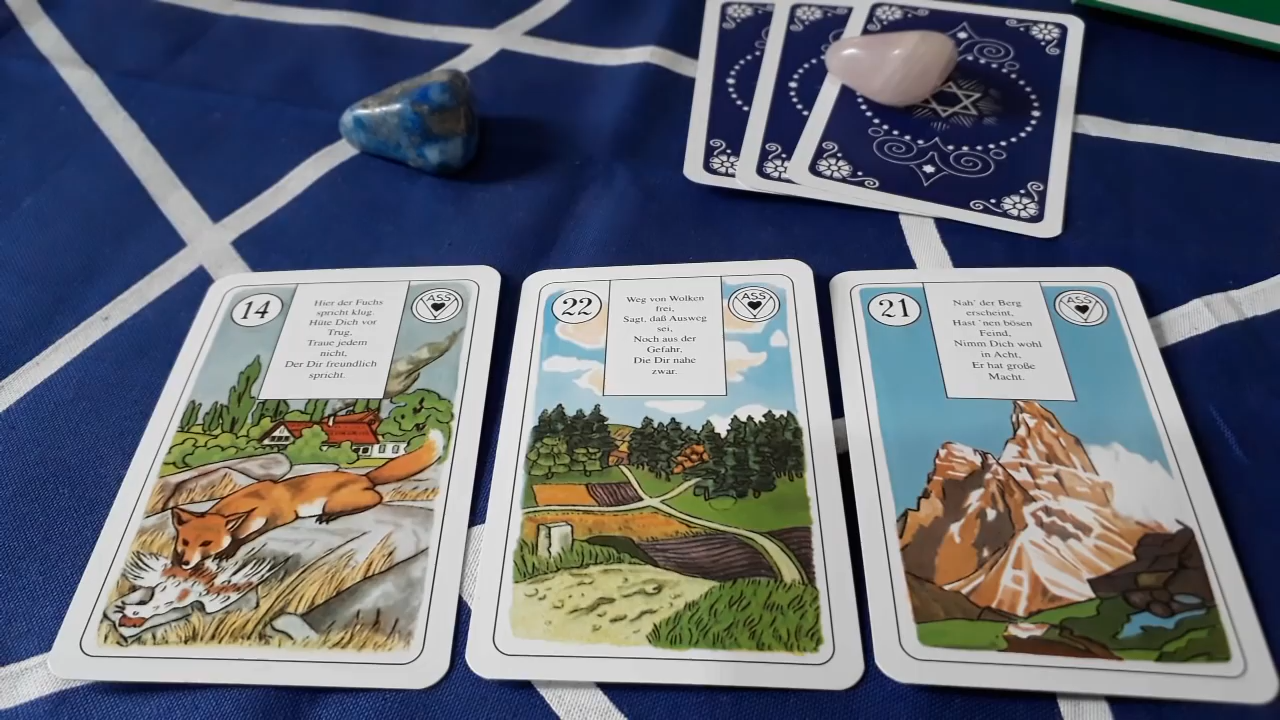 14
Hier der Fuchs
spricht klug.
Hüte Dich vor
Trug,
Traue jedem
nicht,
Der Dir freundlich
spricht.
ASS
22
Weg von Wolken
frei,
Sagt, daß Ausweg
sei,
Noch aus der
Gefahr,
Die Dir nahe
zwar.
ASS
21
Nah' der Berg
erscheint,
Hast 'nen bösen
Feind,
Nimm Dich wohl
in Acht,
Er hat große
Macht.
ASS